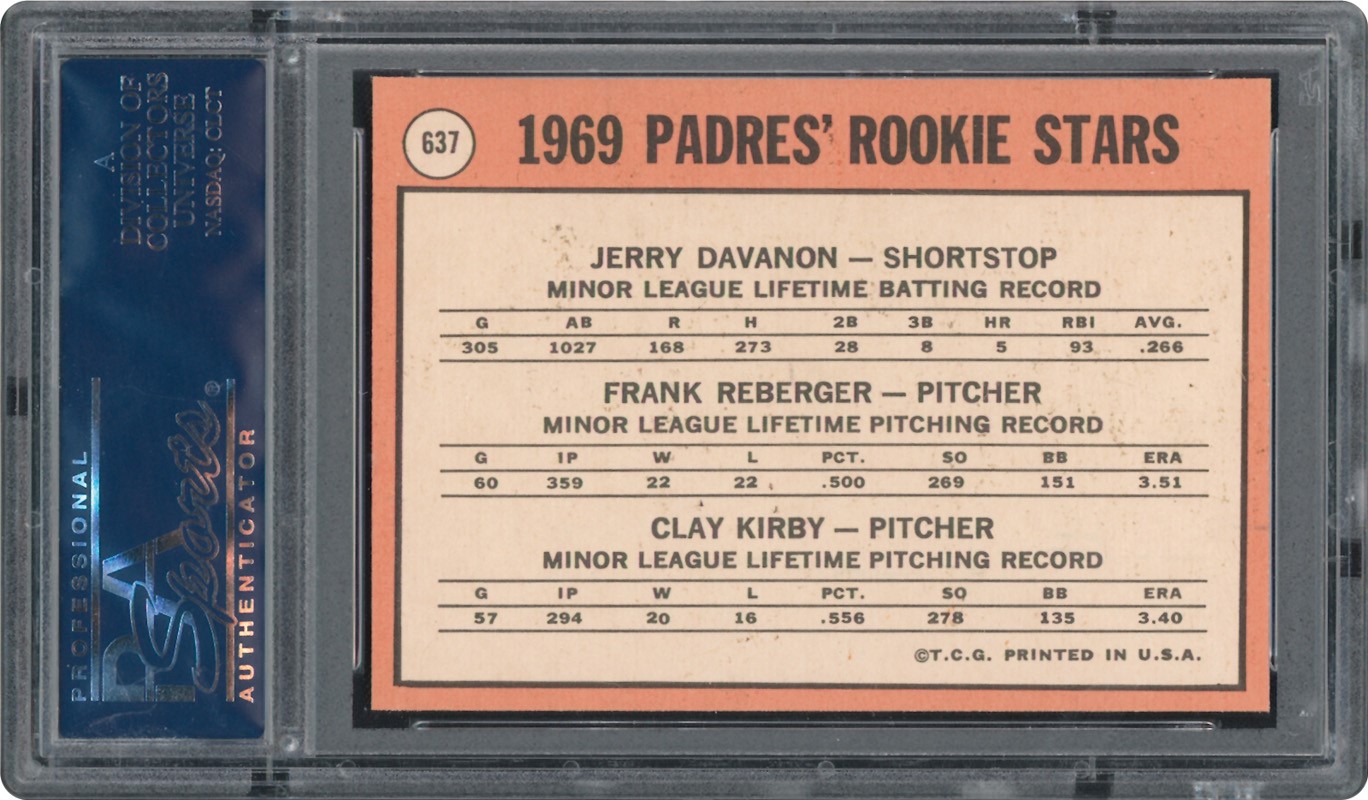 A
DIVISION OF
COLLECTORS
UNIVERSE
NASDAQ: CLCT
PROFESSIONAL
PSA
Sports®
AUTHENTICATOR
637
1969 PADRES' ROOKIE STARS
JERRY DAVANON — SHORTSTOP
MINOR LEAGUE LIFETIME BATTING RECORD
G AB R H 2B 3B HR RBI AVG.
305 1027 168 273 28 8 5 93 .266
FRANK REBERGER — PITCHER
MINOR LEAGUE LIFETIME PITCHING RECORD
G IP W L PCT. SO BB ERA
60 359 22 22 .500 269 151 3.51
CLAY KIRBY — PITCHER
MINOR LEAGUE LIFETIME PITCHING RECORD
G IP W L PCT. SO BB ERA
57 294 20 16 .556 278 135 3.40
©T.C.G. PRINTED IN U.S.A.